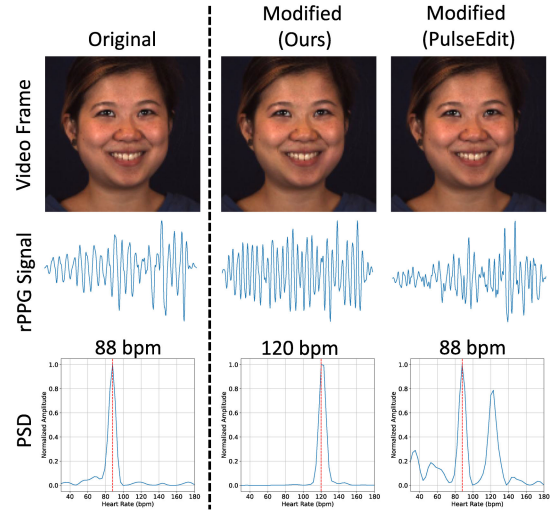 Original
Modified
(Ours)
Modified
(PulseEdit)
Video Frame
rPPG Signal
PSD
88 bpm
120 bpm
88 bpm
1.0
0.8
0.6
0.4
0.2
0.0
Normalized Amplitude
40 60 80 100 120 140 160 180
Heart Rate (bpm)
1.0
0.8
0.6
0.4
0.2
0.0
Normalized Amplitude
40 60 80 100 120 140 160 180
Heart Rate (bpm)
1.0
0.8
0.6
0.4
0.2
0.0
Normalized Amplitude
40 60 80 100 120 140 160 180
Heart Rate (bpm)